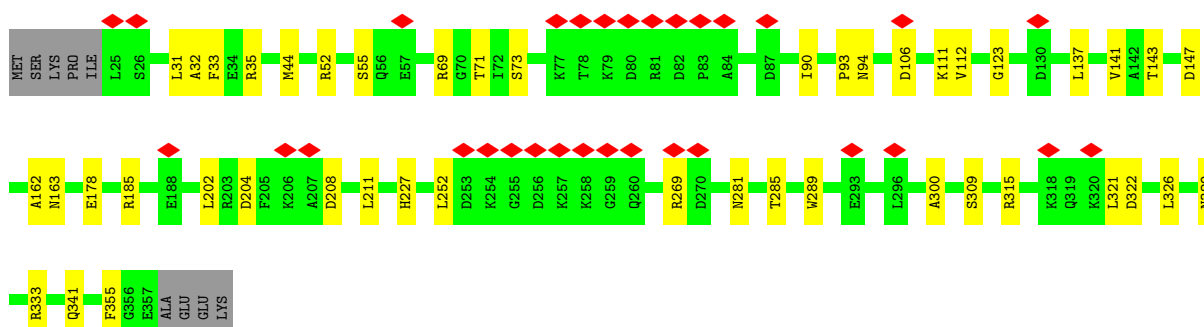 MET SER LYS PRO ILE L25 S26 L31 A32 F33 E34 R35 M44 R52 S55 Q56 E57 R69 G70 T71 I72 S73 K77 T78 K79 D80 R81 D82 P83 A84 D87 I90 P93 N94 D106 K111 V112 G123 D130 L137 V141 A142 T143 D147
A162 N163 E178 R185 E188 L202 R203 D204 F205 K206 A207 D208 L211 H227 L252 D253 K254 G255 D256 K257 K258 G259 Q260 R269 D270 N281 T285 W289 E293 L296 A300 S309 R315 K318 Q319 K320 L321 D322 L326
R333 Q341 F355 G356 E357 ALA GLU GLU LYS